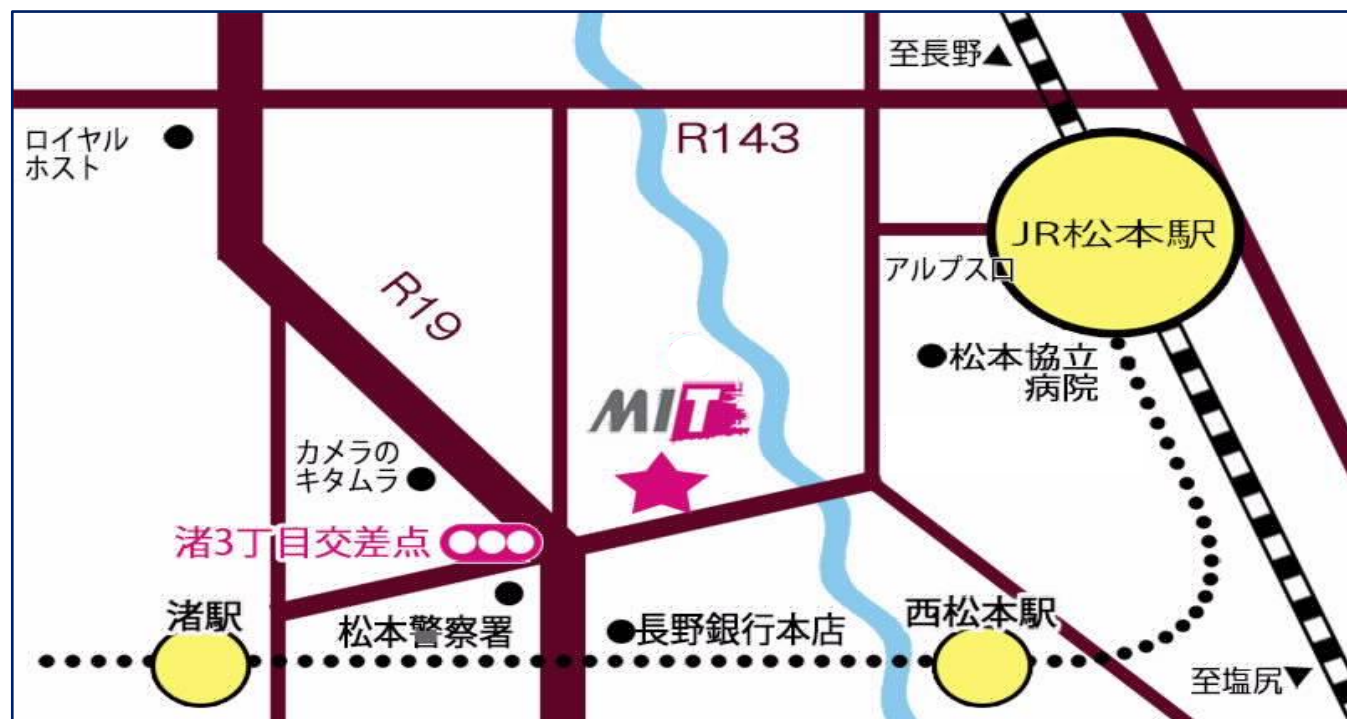 至長野▲
ロイヤル
ホスト
R143
JR松本駅
アルプス口
R19
松本協立
病院
MIT
カメラの
キタムラ
渚3丁目交差点
渚駅
松本警察署
長野銀行本店
西松本駅
至塩尻▼